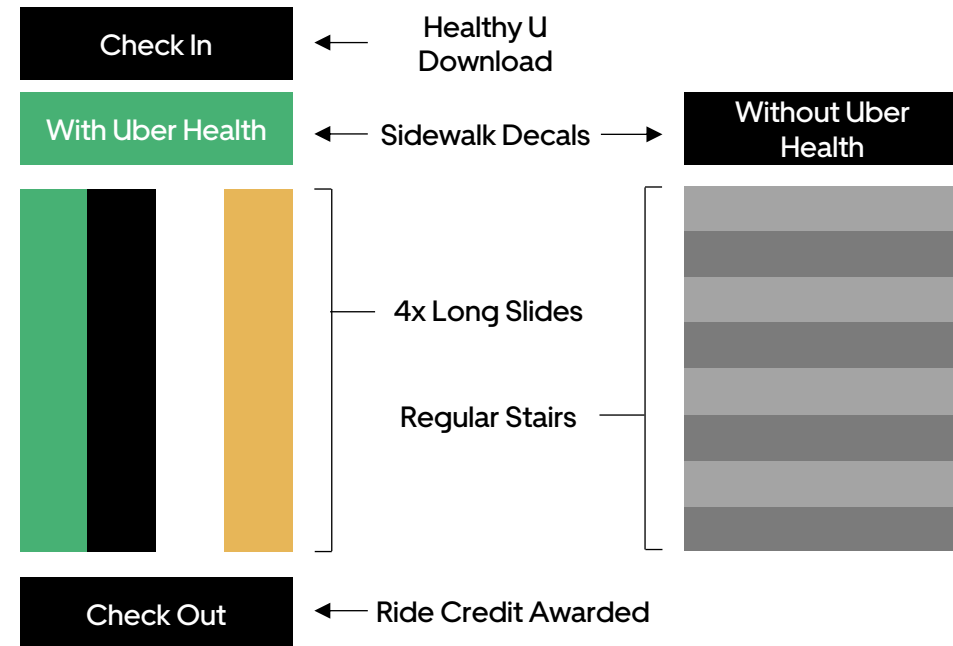 Check In
Healthy U
Download
With Uber Health
Sidewalk Decals
Without Uber
Health
4x Long Slides
Regular Stairs
Check Out
Ride Credit Awarded